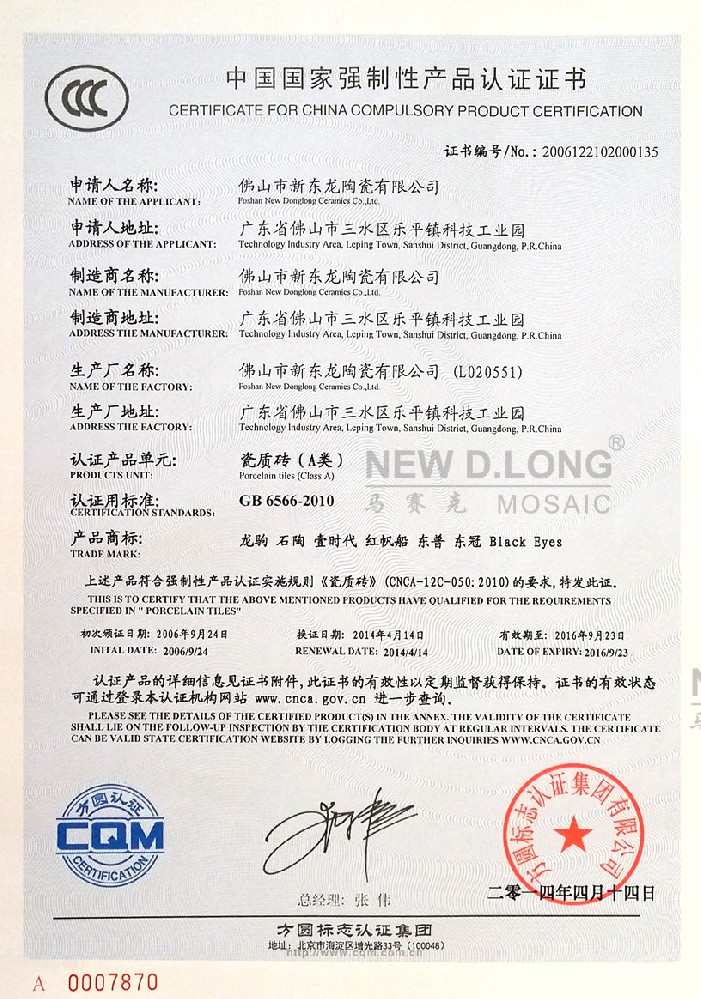 中国国家强制性产品认证证书
CERTIFICATE FOR CHINA COMPULSORY PRODUCT CERTIFICATION
证书编号/No.: 2006122102000135
申请人名称: 佛山市新东龙陶瓷有限公司
NAME OF THE APPLICANT: Foshan New Donglong Ceramics Co.,Ltd.
申请人地址: 广东省佛山市三水区乐平镇科技工业园
ADDRESS OF THE APPLICANT: Technology Industry Area, Leping Town, Sanshui District, Guangdong, P.R.China
制造商名称: 佛山市新东龙陶瓷有限公司
NAME OF THE MANUFACTURER: Foshan New Donglong Ceramics Co.,Ltd.
制造商地址: 广东省佛山市三水区乐平镇科技工业园
ADDRESS THE MANUFACTURER: Technology Industry Area, Leping Town, Sanshui District, Guangdong, P.R.China
生产厂名称: 佛山市新东龙陶瓷有限公司 (L020551)
NAME OF THE FACTORY: Foshan New Donglong Ceramics Co.,Ltd.
生产厂地址: 广东省佛山市三水区乐平镇科技工业园
ADDRESS THE FACTORY: Technology Industry Area, Leping Town, Sanshui District, Guangdong, P.R.China
认证产品单元: 瓷质砖 (A类)
PRODUCTS UNIT: Porcelain tiles (Class A)
NEW D.LONG®
马赛克 MOSAIC
认证用标准: GB 6566-2010
CERTIFICATION STANDARDS:
产品商标: 龙驹 石陶 壹时代 红帆船 东普 东冠 Black Eyes
TRADE MARK:
上述产品符合强制性产品认证实施规则《瓷质砖》(CNCA-12C-050:2010)的要求,特发此证.
THIS IS TO CERTIFY THAT THE ABOVE MENTIONED PRODUCTS HAVE QUALIFIED FOR THE REQUIREMENTS
SPECIFIED IN " PORCELAIN TILES"
初次颁证日期: 2006年9月24日 换证日期: 2014年4月14日 有效期至: 2016年9月23日
INITAL DATE: 2006/9/24 RENEWAL DATE: 2014/4/14 DATE OF EXPIRY: 2016/9/23
认证产品的详细信息见证书附件,此证书的有效性以定期监督获得保持。证书的有效状态
可通过登录本认证机构网站 www.cnca.gov.cn 进一步查询。
PLEASE SEE THE DETAILS OF THE CERTIFIED PRODUCT(S) IN THE ANNEX. THE VALIDITY OF THE CERTIFICATE
SHALL LIE ON THE FOLLOW-UP INSPECTION BY THE CERTIFICATION BODY AT REGULAR INTERVALS. THE CERTIFICATE
CAN BE VALID STATE CERTIFICATION WEBSITE BY LOGGING THE FURTHER INQUIRIES WWW.CNCA.GOV.CN
方圆认证
CQM
CERTIFICATION
方圆标志认证集团有限公司
总经理: 张伟
二零一四年四月十四日
方圆标志认证集团
地址: 北京市海淀区增光路33号 (100048)
http://www.cqm.com.cn
A 0007870